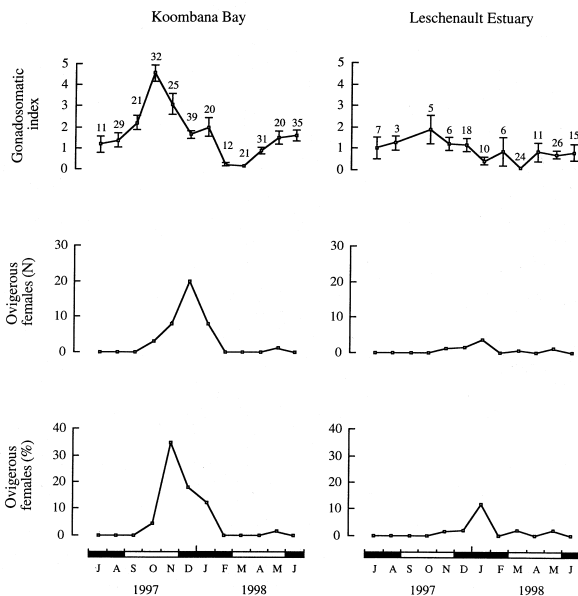 Koombana Bay
Leschenault Estuary
Gonadosomatic
index
5
4
3
2
1
0
11 29 21 32 25 39 20 12 21 31 20 35
5
4
3
2
1
0
7 3 5 6 18 10 6 24 11 26 15
Ovigerous
females (N)
30
20
10
0
30
20
10
0
Ovigerous
females (%)
40
30
20
10
0
40
30
20
10
0
J A S O N D J F M A M J
1997 1998
J A S O N D J F M A M J
1997 1998